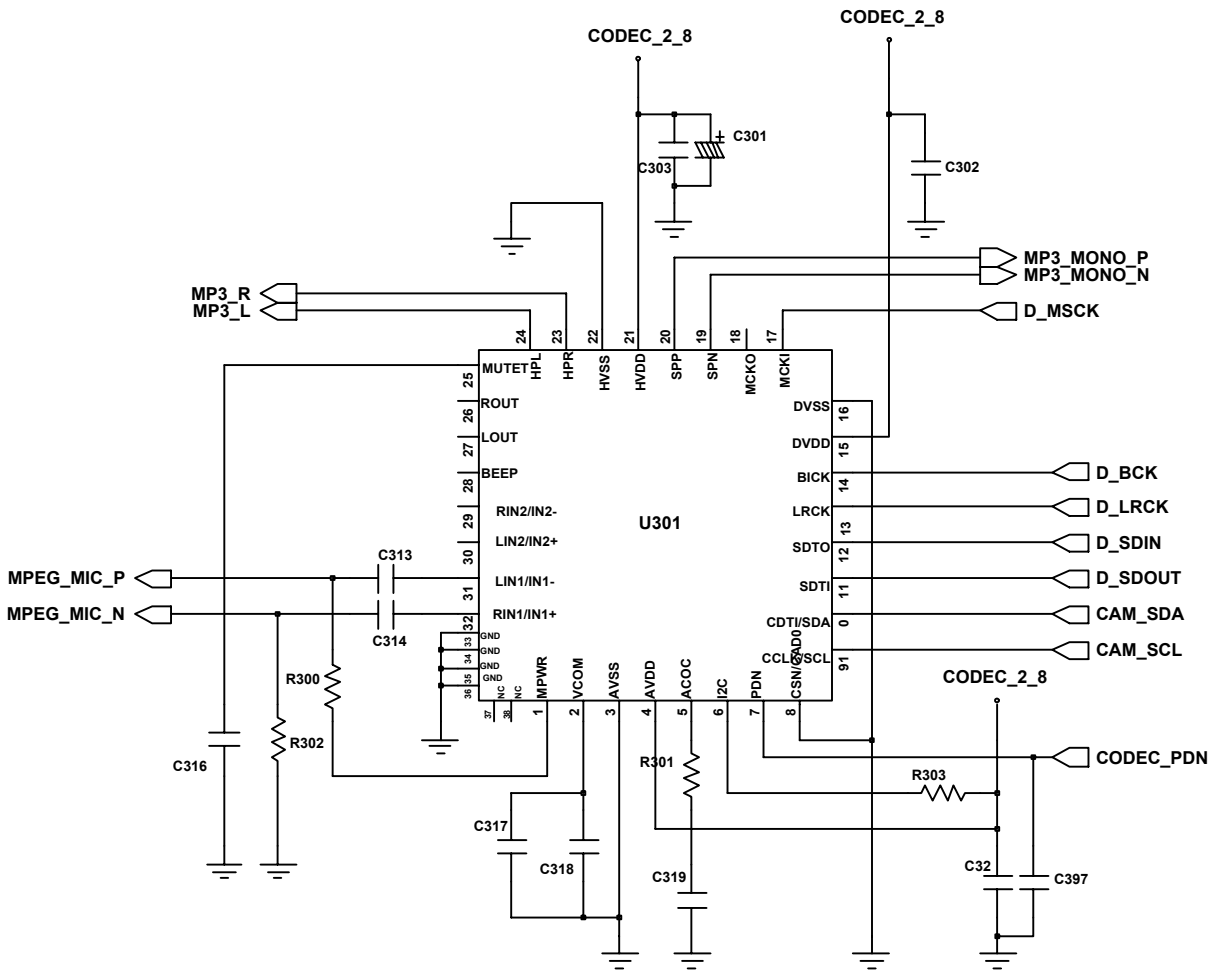 CODEC_2_8
CODEC_2_8
+
C301
C303
C302
MP3_MONO_P
MP3_MONO_N
MP3_R
MP3_L
D_MSCK
24
23
22
21
20
19
18
17
HPL
HPR
HVSS
HVDD
SPP
SPN
MCKO
MCKI
MUTET
25
ROUT
26
LOUT
27
BEEP
28
RIN2/IN2-
29
LIN2/IN2+
30
LIN1/IN1-
31
RIN1/IN1+
32
GND
33
GND
34
GND
35
GND
36
U301
DVSS
16
DVDD
15
BICK
14
LRCK
13
SDTO
12
SDTI
11
CDTI/SDA
0
CCLK/SCL
91
D_BCK
D_LRCK
D_SDIN
D_SDOUT
CAM_SDA
CAM_SCL
C313
MPEG_MIC_P
MPEG_MIC_N
C314
NC
NC
37
38
MPWR
VCOM
AVSS
AVDD
ACOC
I2C
PDN
CSN/CAD0
1
2
3
4
5
6
7
8
R300
R302
C316
CODEC_2_8
R301
R303
CODEC_PDN
C317
C318
C319
C32
C397